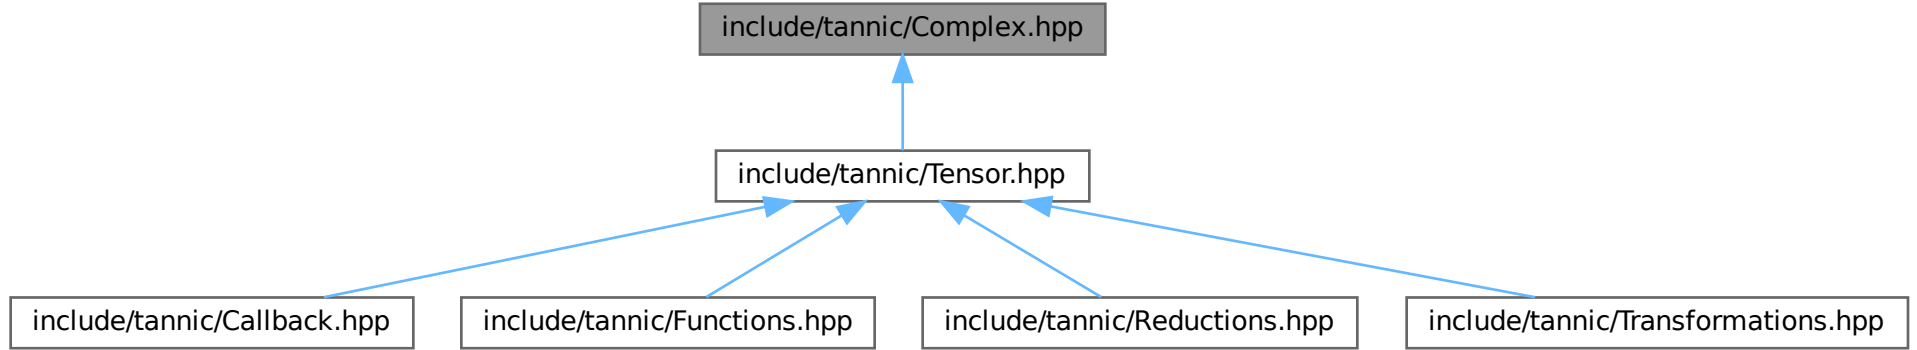 include/tannic/Complex.hpp
include/tannic/Tensor.hpp
include/tannic/Callback.hpp
include/tannic/Functions.hpp
include/tannic/Reductions.hpp
include/tannic/Transformations.hpp